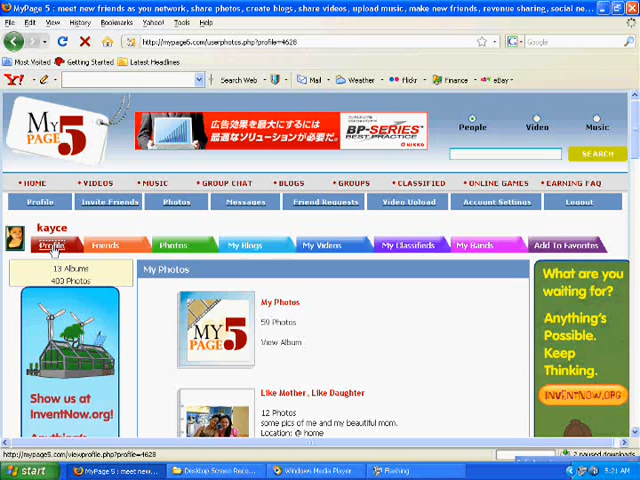 MyPage 5 : meet new friends as you network, share photos, create blogs, share videos, upload music, make new friends, revenue sharing, social ne...
File Edit View History Bookmarks Yahoo! Tools Help
http://mypage5.com/userphotos.php?profile=4628
Google
Most Visited Getting Started Latest Headlines
Y! Search Web Mail Weather Flickr Finance eBay
MY PAGE 5
広告効果を最大にするには
最適なソリューションが必要だ。
BP-SERIES
BEST PRACTICE
People Video Music
SEARCH
HOME VIDEOS MUSIC GROUP CHAT BLOGS GROUPS CLASSIFIED ONLINE GAMES EARNING FAQ
Profile Invite Friends Photos Messages Friend Requests Video Upload Account Settings Logout
kayce
Profile Friends Photos My Blogs My Videos My Classifieds My Bands Add To Favorites
13 Albums
403 Photos
My Photos
My Photos
59 Photos
View Album
MY PAGE 5
Like Mother, Like Daughter
12 Photos
some pics of me and my beautiful mom.
Location: @ home
Show us at
InventNow.org!
Anything's
What are you
waiting for?
Anything's
Possible.
Keep
Thinking.
INVENTNOW.ORG
http://mypage5.com/viewprofile.php?profile=4628
2 paused downloads
start
MyPage 5 : meet new...
Desktop Screen Reco...
Windows Media Player
Flashing
5:21 AM